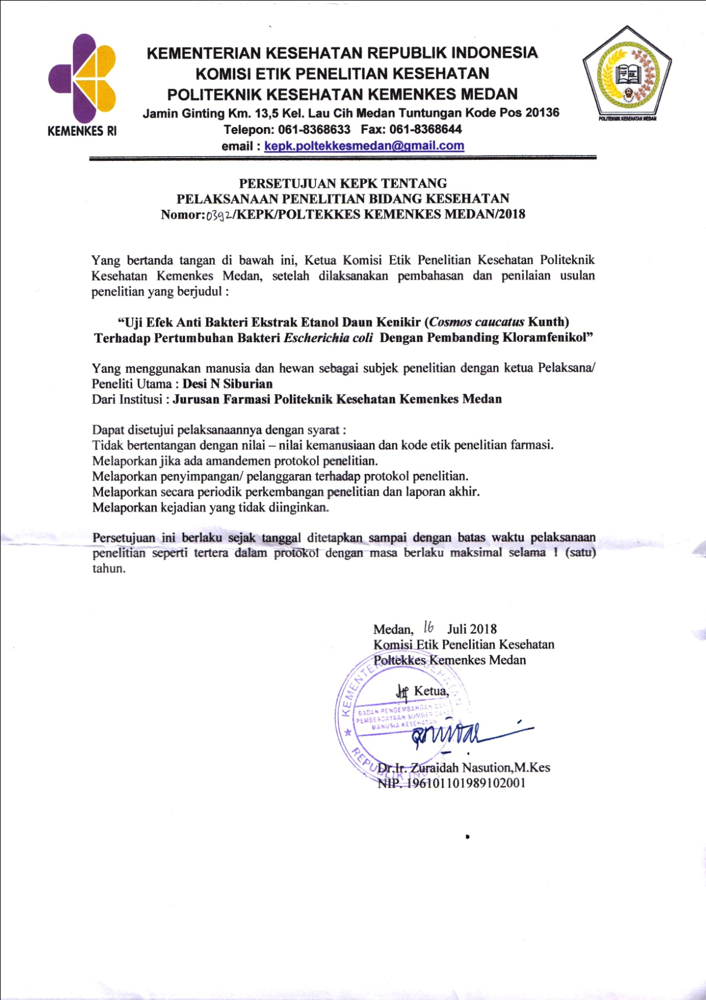 KEMENKES RI
KEMENTERIAN KESEHATAN REPUBLIK INDONESIA
KOMISI ETIK PENELITIAN KESEHATAN
POLITEKNIK KESEHATAN KEMENKES MEDAN
Jamin Ginting Km. 13,5 Kel. Lau Cih Medan Tuntungan Kode Pos 20136
Telepon: 061-8368633 Fax: 061-8368644
email : kepk.poltekkesmedan@gmail.com
POLITEKNIK KESEHATAN MEDAN
PERSETUJUAN KEPK TENTANG
PELAKSANAAN PENELITIAN BIDANG KESEHATAN
Nomor:0392/KEPK/POLTEKKES KEMENKES MEDAN/2018
Yang bertanda tangan di bawah ini, Ketua Komisi Etik Penelitian Kesehatan Politeknik
Kesehatan Kemenkes Medan, setelah dilaksanakan pembahasan dan penilaian usulan
penelitian yang berjudul :
“Uji Efek Anti Bakteri Ekstrak Etanol Daun Kenikir (Cosmos caucatus Kunth)
Terhadap Pertumbuhan Bakteri Escherichia coli Dengan Pembanding Kloramfenikol”
Yang menggunakan manusia dan hewan sebagai subjek penelitian dengan ketua Pelaksana/
Peneliti Utama : Desi N Siburian
Dari Institusi : Jurusan Farmasi Politeknik Kesehatan Kemenkes Medan
Dapat disetujui pelaksanaannya dengan syarat :
Tidak bertentangan dengan nilai – nilai kemanusiaan dan kode etik penelitian farmasi.
Melaporkan jika ada amandemen protokol penelitian.
Melaporkan penyimpangan/ pelanggaran terhadap protokol penelitian.
Melaporkan secara periodik perkembangan penelitian dan laporan akhir.
Melaporkan kejadian yang tidak diinginkan.
Persetujuan ini berlaku sejak tanggal ditetapkan sampai dengan batas waktu pelaksanaan
penelitian seperti tertera dalam protokol dengan masa berlaku maksimal selama 1 (satu)
tahun.
Medan, 16 Juli 2018
Komisi Etik Penelitian Kesehatan
Poltekkes Kemenkes Medan
Ketua,
KEMENTERIAN KESEHATAN
BADAN PENGEMBANGAN DAN
PEMBERDAYAAN SUMBER DAYA
MANUSIA KESEHATAN
REPUBLIK
Dr.Ir. Zuraidah Nasution,M.Kes
NIP. 196101101989102001